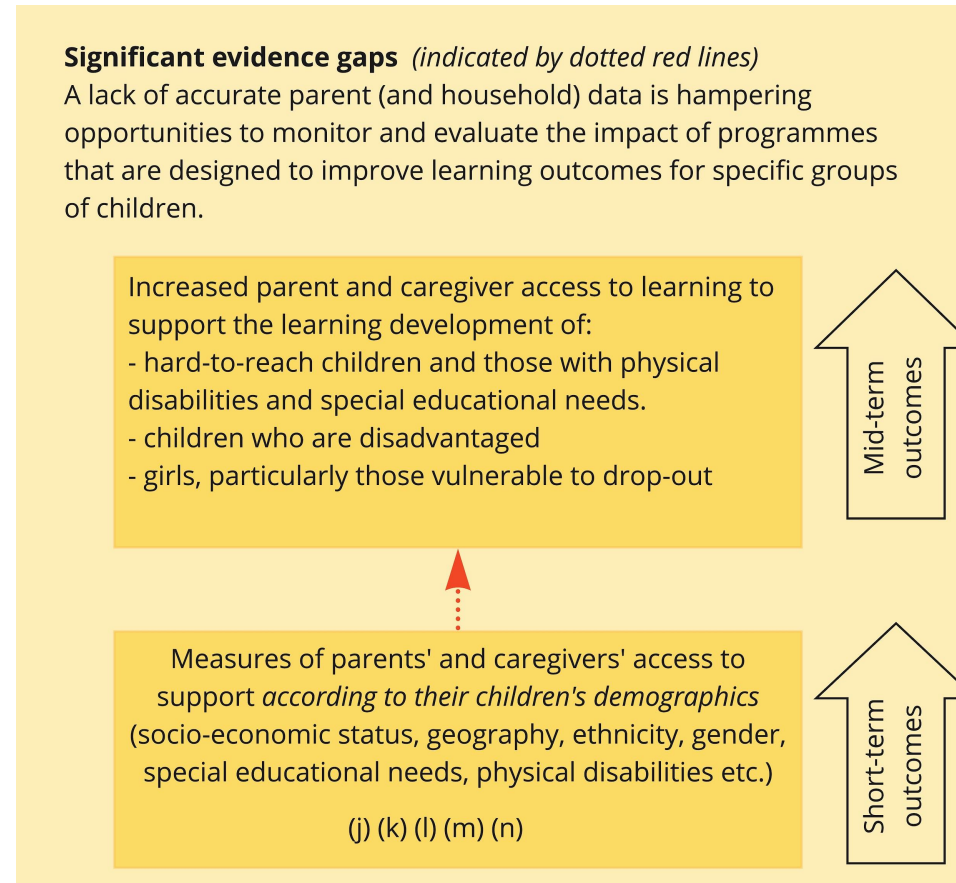 Significant evidence gaps (indicated by dotted red lines)
A lack of accurate parent (and household) data is hampering
opportunities to monitor and evaluate the impact of programmes
that are designed to improve learning outcomes for specific groups
of children.
Increased parent and caregiver access to learning to
support the learning development of:
- hard-to-reach children and those with physical
disabilities and special educational needs.
- children who are disadvantaged
- girls, particularly those vulnerable to drop-out
Mid-term
outcomes
Measures of parents' and caregivers' access to
support according to their children's demographics
(socio-economic status, geography, ethnicity, gender,
special educational needs, physical disabilities etc.)
(j) (k) (l) (m) (n)
Short-term
outcomes